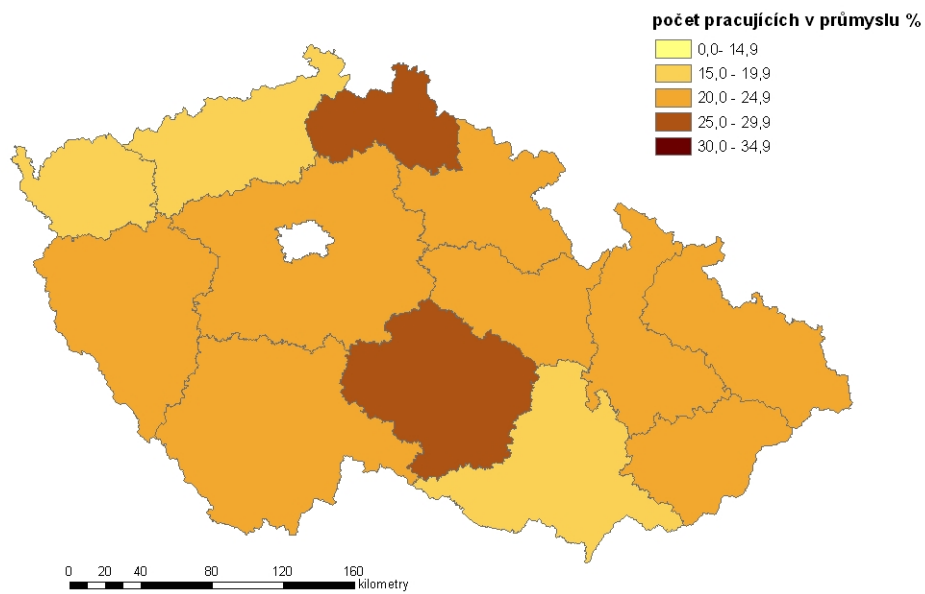 počet pracujících v průmyslu %
0,0- 14,9
15,0 - 19,9
20,0 - 24,9
25,0 - 29,9
30,0 - 34,9
0 20 40 80 120 160
kilometry